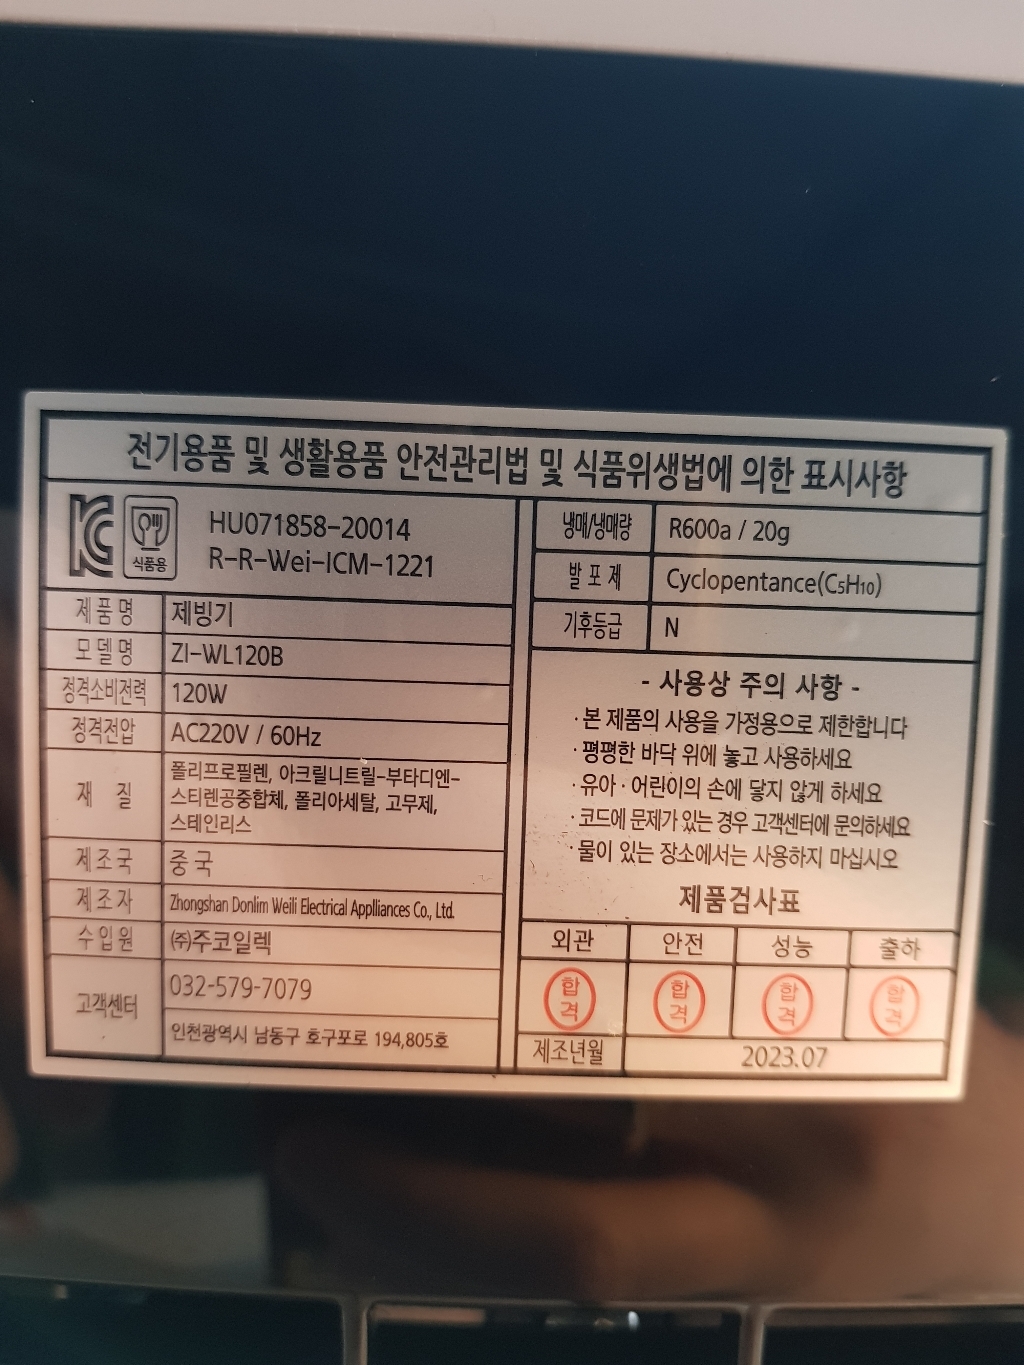 전기용품 및 생활용품 안전관리법 및 식품위생법에 의한 표시사항
식품용
HU071858-20014
R-R-Wei-ICM-1221
제품명 제빙기
모델명 ZI-WL120B
정격소비전력 120W
정격전압 AC220V / 60Hz
재 질 폴리프로필렌, 아크릴니트릴-부타디엔-
스티렌공중합체, 폴리아세탈, 고무제,
스테인리스
제조국 중국
제조자 Zhongshan Donlim Weili Electrical Applliances Co., Ltd.
수입원 ㈜주코일렉
고객센터 032-579-7079
인천광역시 남동구 호구포로 194,805호
냉매/냉매량 R600a / 20g
발포제 Cyclopentance(C5H10)
기후등급 N
- 사용상 주의 사항 -
·본 제품의 사용을 가정용으로 제한합니다
·평평한 바닥 위에 놓고 사용하세요
·유아·어린이의 손에 닿지 않게 하세요
·코드에 문제가 있는 경우 고객센터에 문의하세요
·물이 있는 장소에서는 사용하지 마십시오
제품검사표
외관 안전 성능 출하
합격 합격 합격 합격
제조년월 2023.07